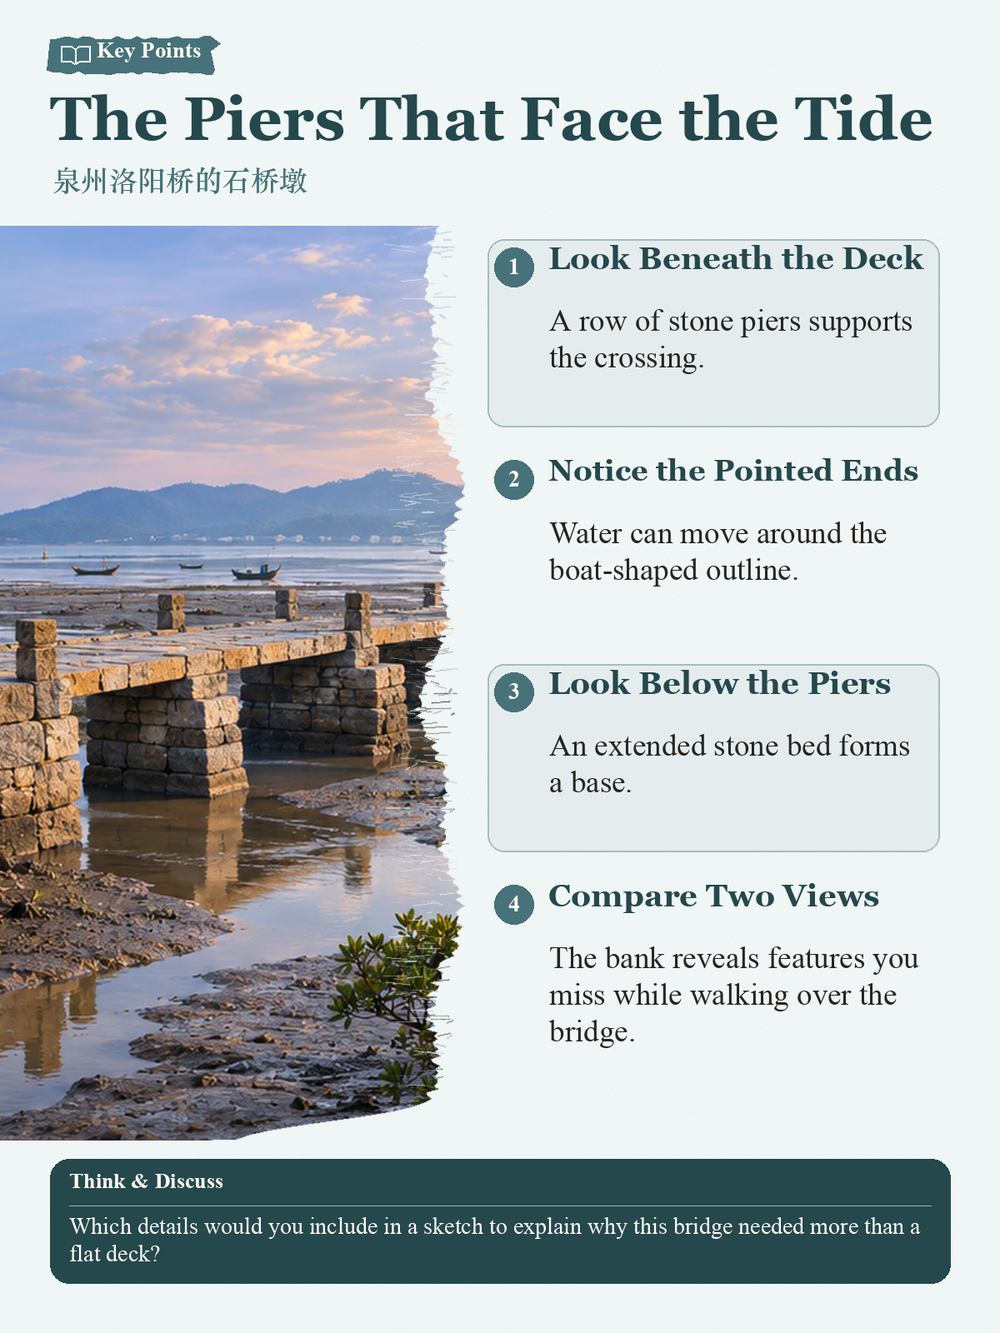 Key Points
The Piers That Face the Tide
泉州洛阳桥的石桥墩
1 Look Beneath the Deck
A row of stone piers supports
the crossing.
2 Notice the Pointed Ends
Water can move around the
boat-shaped outline.
3 Look Below the Piers
An extended stone bed forms
a base.
4 Compare Two Views
The bank reveals features you
miss while walking over the
bridge.
Think & Discuss
Which details would you include in a sketch to explain why this bridge needed more than a
flat deck?